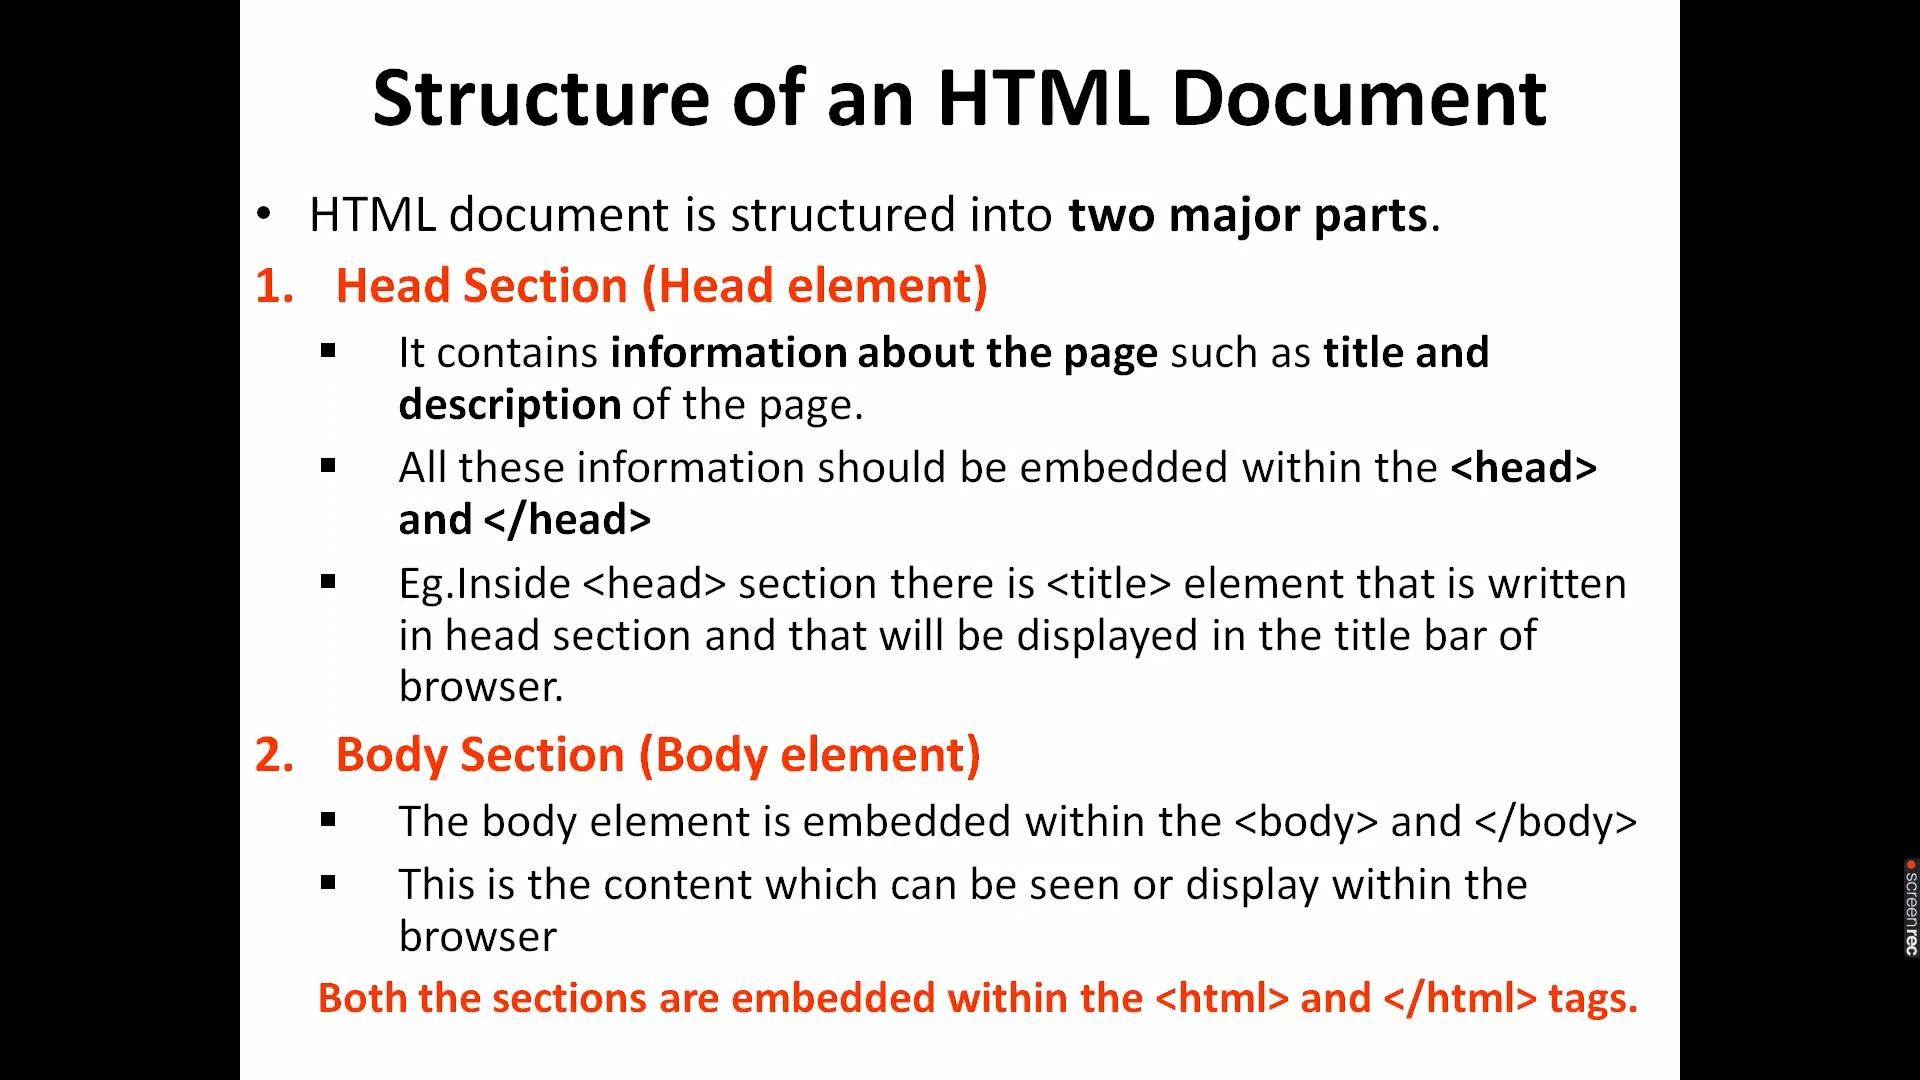 Structure of an HTML Document
• HTML document is structured into two major parts.
1. Head Section (Head element)
▪ It contains information about the page such as title and
description of the page.
▪ All these information should be embedded within the <head>
and </head>
▪ Eg.Inside <head> section there is <title> element that is written
in head section and that will be displayed in the title bar of
browser.
2. Body Section (Body element)
▪ The body element is embedded within the <body> and </body>
▪ This is the content which can be seen or display within the
browser
Both the sections are embedded within the <html> and </html> tags.
screenrec